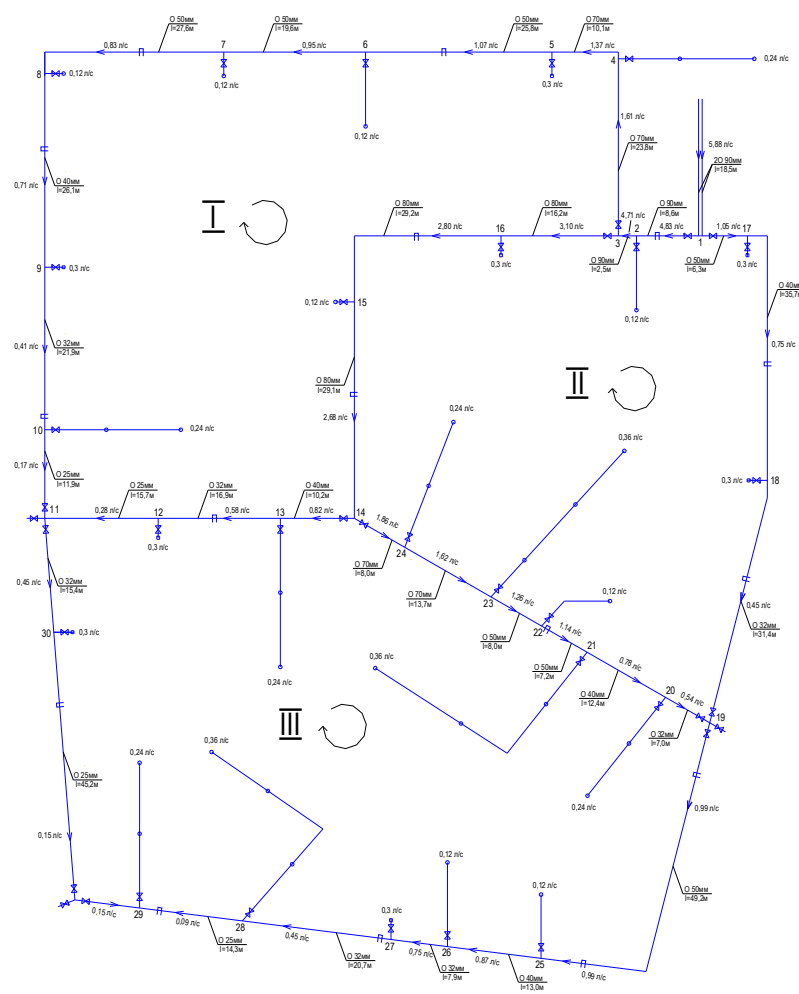 О 50мм
l=27,6м
О 50мм
l=19,6м
О 50мм
l=25,8м
О 70мм
l=10,1м
0,83 л/с
7
0,95 л/с
6
1,07 л/с
5
1,37 л/с
4
0,24 л/с
8
0,12 л/с
0,12 л/с
0,3 л/с
0,12 л/с
1,61 л/с
О 70мм
l=23,8м
5,88 л/с
2О 90мм
l=18,5м
0,71 л/с
О 40мм
l=26,1м
I
О 80мм
l=29,2м
О 80мм
l=16,2м
О 90мм
l=8,6м
4,71 л/с
2,80 л/с
16
3,10 л/с
3
2
4,83 л/с
1
1,05 л/с
17
О 90мм
l=2,5м
О 50мм
l=6,3м
0,3 л/с
0,3 л/с
9
0,3 л/с
О 40мм
l=35,7м
0,12 л/с
15
0,12 л/с
0,41 л/с
О 32мм
l=21,9м
0,75 л/с
II
О 80мм
l=29,1м
2,68 л/с
0,24 л/с
10
0,24 л/с
0,36 л/с
0,17 л/с
О 25мм
l=11,9м
0,3 л/с
18
О 25мм
l=15,7м
О 32мм
l=16,9м
О 40мм
l=10,2м
11
0,28 л/с
12
0,58 л/с
13
0,82 л/с
14
0,3 л/с
1,86 л/с
24
О 70мм
l=8,0м
1,62 л/с
О 70мм
l=13,7м
0,45 л/с
О 32мм
l=15,4м
23
1,26 л/с
0,12 л/с
0,45 л/с
О 32мм
l=31,4м
30
0,3 л/с
22
1,14 л/с
О 50мм
l=8,0м
21
О 50мм
l=7,2м
0,78 л/с
0,24 л/с
0,36 л/с
О 40мм
l=12,4м
20
0,54 л/с
19
III
О 32мм
l=7,0м
0,36 л/с
0,24 л/с
О 25мм
l=45,2м
0,24 л/с
0,99 л/с
0,15 л/с
0,12 л/с
0,12 л/с
О 50мм
l=49,2м
0,15 л/с
29
0,09 л/с
28
0,3 л/с
0,45 л/с
27
0,75 л/с
26
0,87 л/с
25
0,99 л/с
О 25мм
l=14,3м
О 32мм
l=20,7м
О 32мм
l=7,9м
О 40мм
l=13,0м